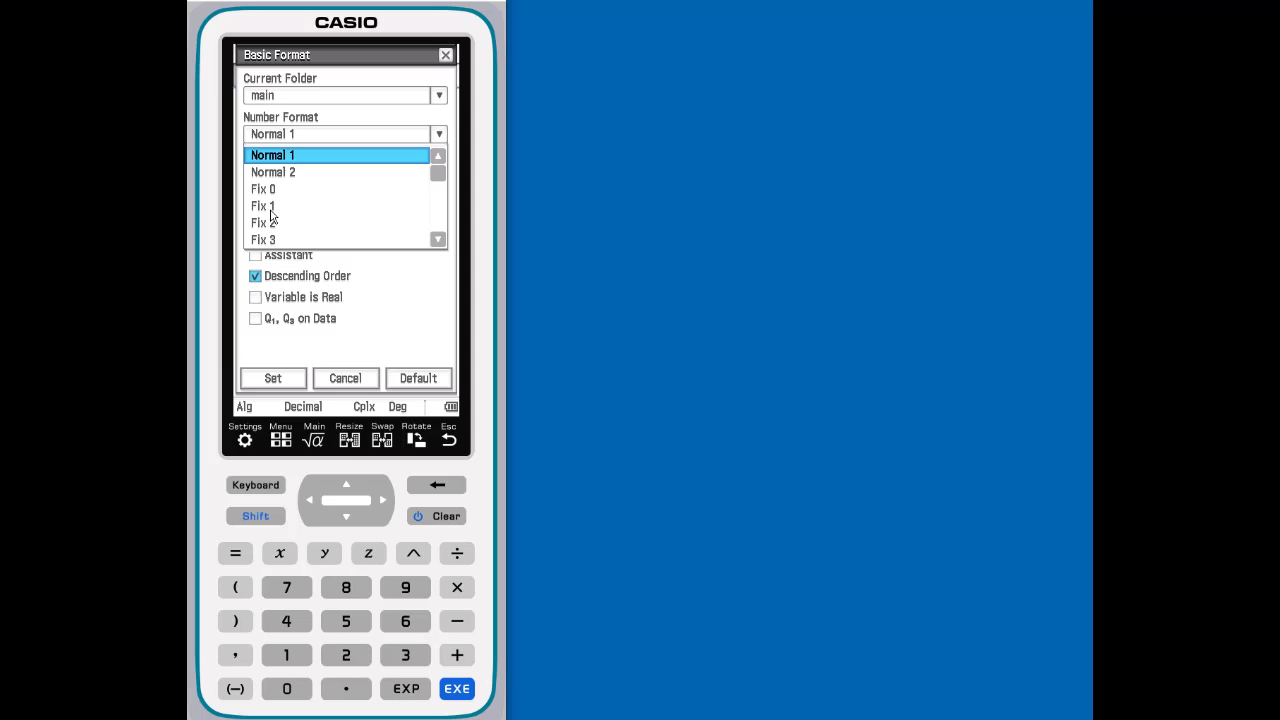 CASIO
Basic Format
Current Folder
main
Number Format
Normal 1
Normal 1
Normal 2
Fix 0
Fix 1
Fix 2
Fix 3
Assistant
Descending Order
Variable is Real
Q₁, Q₃ on Data
Set Cancel Default
Alg Decimal Cplx Deg
Settings Menu Main Resize Swap Rotate Esc
√α
Keyboard
Shift Clear
= x y z ^ ÷
( 7 8 9 ×
) 4 5 6 −
, 1 2 3 +
(−) 0 . EXP EXE